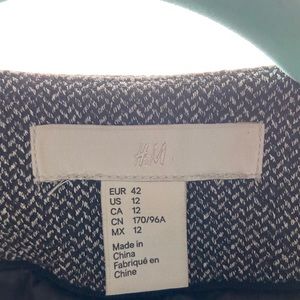 H&M
EUR 42
US 12
CA 12
CN 170/96A
MX 12
Made in
China
Fabriqué en
Chine